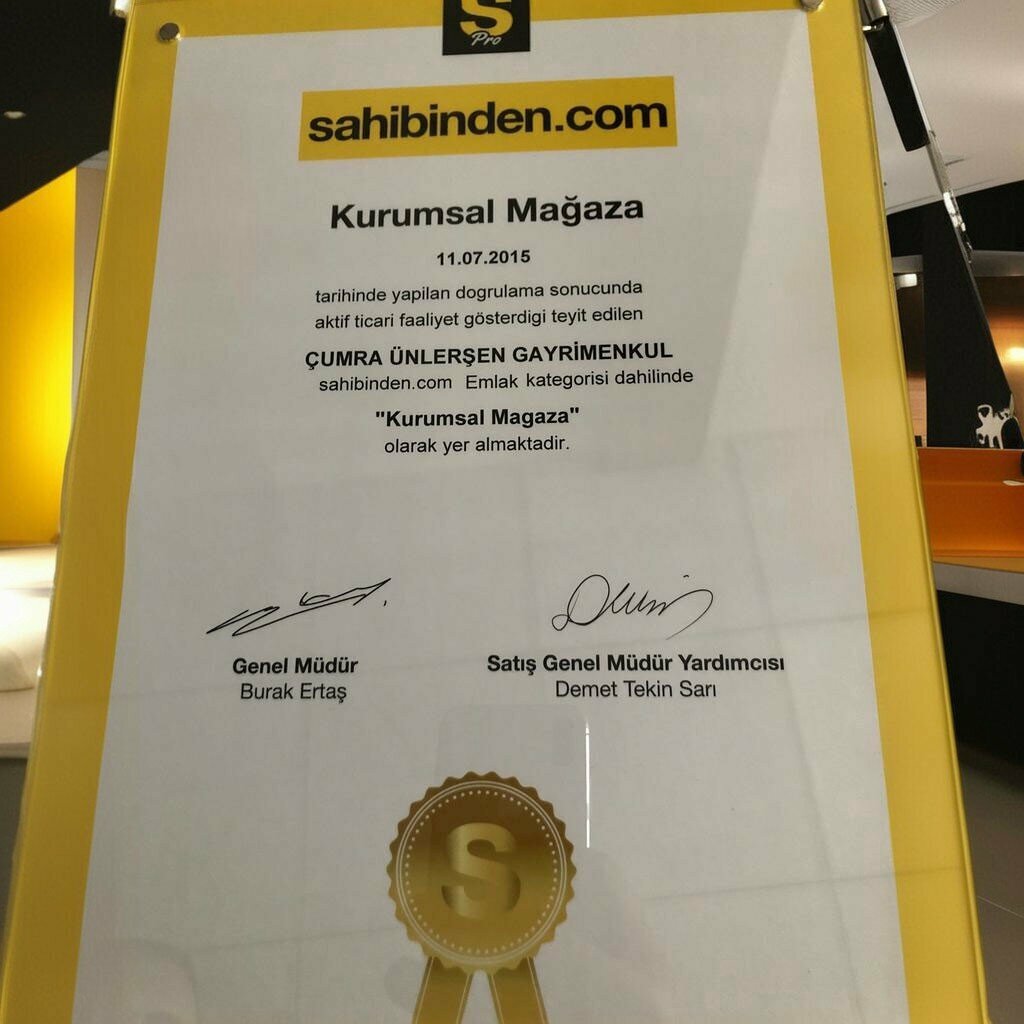 S
Pro
sahibinden.com
Kurumsal Mağaza
11.07.2015
tarihinde yapilan dogrulama sonucunda
aktif ticari faaliyet gösterdigi teyit edilen
ÇUMRA ÜNLERŞEN GAYRİMENKUL
sahibinden.com Emlak kategorisi dahilinde
"Kurumsal Magaza"
olarak yer almaktadir.
Genel Müdür
Burak Ertaş
Satış Genel Müdür Yardımcısı
Demet Tekin Sarı
S